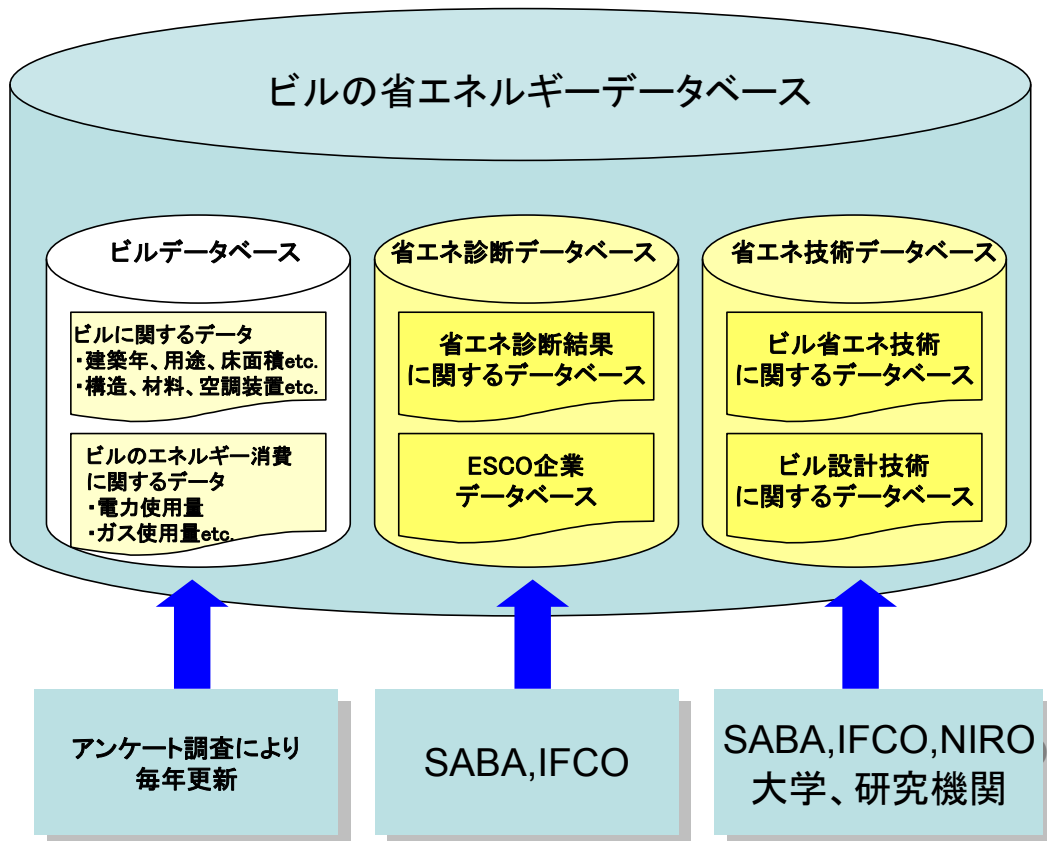 ビルの省エネルギーデータベース
ビルデータベース
ビルに関するデータ
・建築年、用途、床面積etc.
・構造、材料、空調装置etc.
ビルのエネルギー消費
に関するデータ
・電力使用量
・ガス使用量etc.
省エネ診断データベース
省エネ診断結果
に関するデータベース
ESCO企業
データベース
省エネ技術データベース
ビル省エネ技術
に関するデータベース
ビル設計技術
に関するデータベース
アンケート調査により
毎年更新
SABA,IFCO
SABA,IFCO,NIRO
大学、研究機関